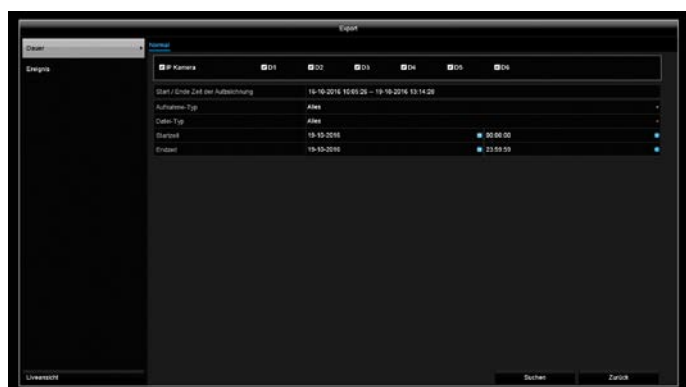 Export
Dauer
Normal
Ereignis
IP Kamera D1 D2 D3 D4 D5 D6
Start / Ende Zeit der Aufzeichnung 16-10-2016 10:05:26 -- 19-10-2016 13:14:28
Aufnahme-Typ Alles
Datei-Typ Alles
Startzeit 19-10-2016 00:00:00
Endzeit 19-10-2016 23:59:59
Liveansicht Suchen Zurück